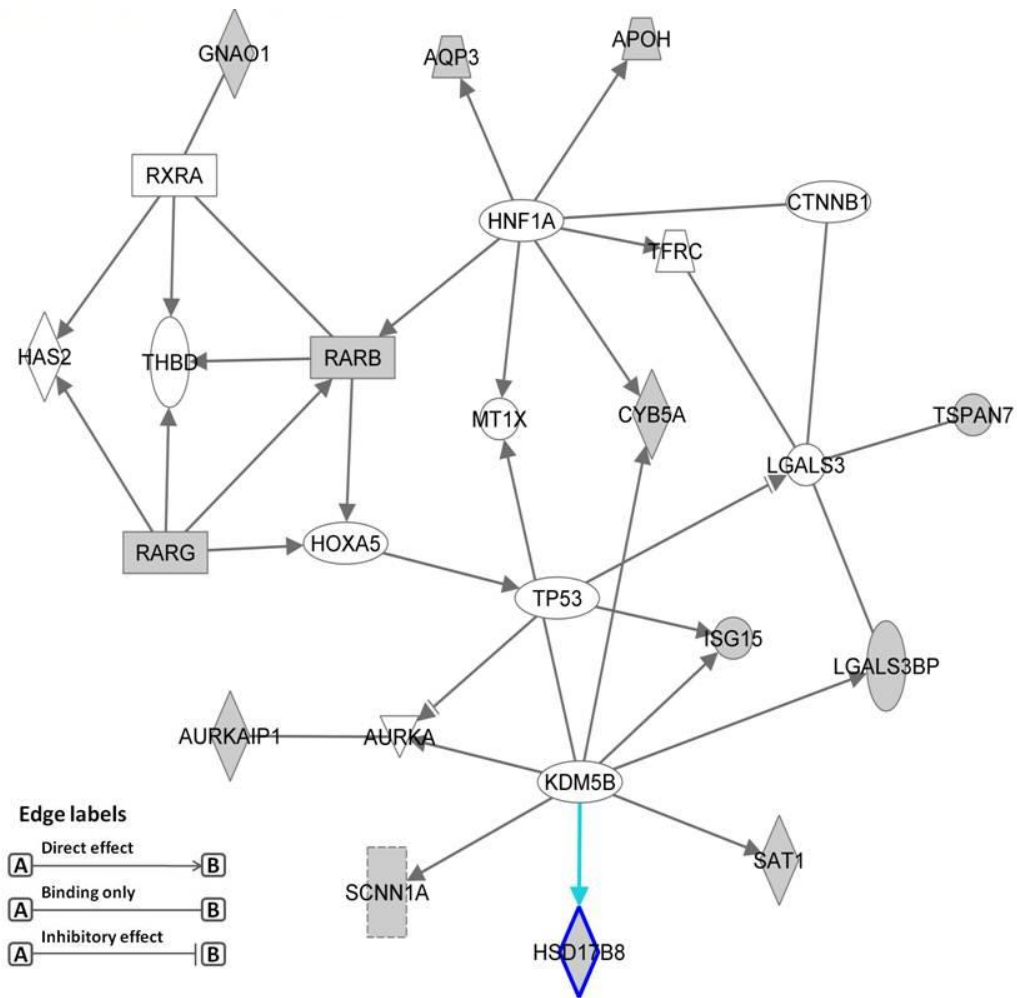 GNAO1
AQP3
APOH
RXRA
HNF1A
CTNNB1
TFRC
HAS2
THBD
RARB
MT1X
CYB5A
TSPAN7
LGALS3
RARG
HOXA5
TP53
ISG15
LGALS3BP
AURKAIP1
AURKA
KDM5B
SCNN1A
SAT1
HSD17B8
Edge labels
Direct effect
A B
Binding only
A B
Inhibitory effect
A B